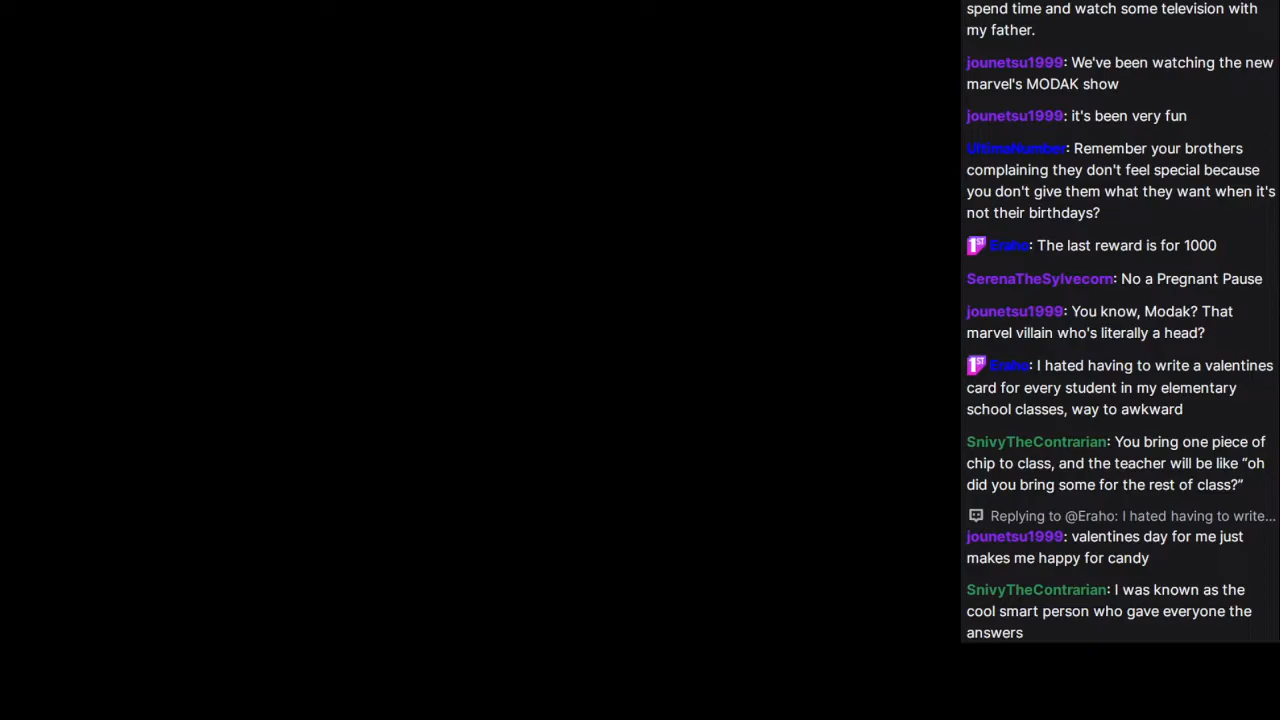 spend time and watch some television with
my father.
jounetsu1999: We've been watching the new
marvel's MODAK show
jounetsu1999: it's been very fun
UltimaNumber: Remember your brothers
complaining they don't feel special because
you don't give them what they want when it's
not their birthdays?
1ST Eraho: The last reward is for 1000
SerenaTheSylvecorn: No a Pregnant Pause
jounetsu1999: You know, Modak? That
marvel villain who's literally a head?
1ST Eraho: I hated having to write a valentines
card for every student in my elementary
school classes, way to awkward
SnivyTheContrarian: You bring one piece of
chip to class, and the teacher will be like “oh
did you bring some for the rest of class?”
Replying to @Eraho: I hated having to write...
jounetsu1999: valentines day for me just
makes me happy for candy
SnivyTheContrarian: I was known as the
cool smart person who gave everyone the
answers